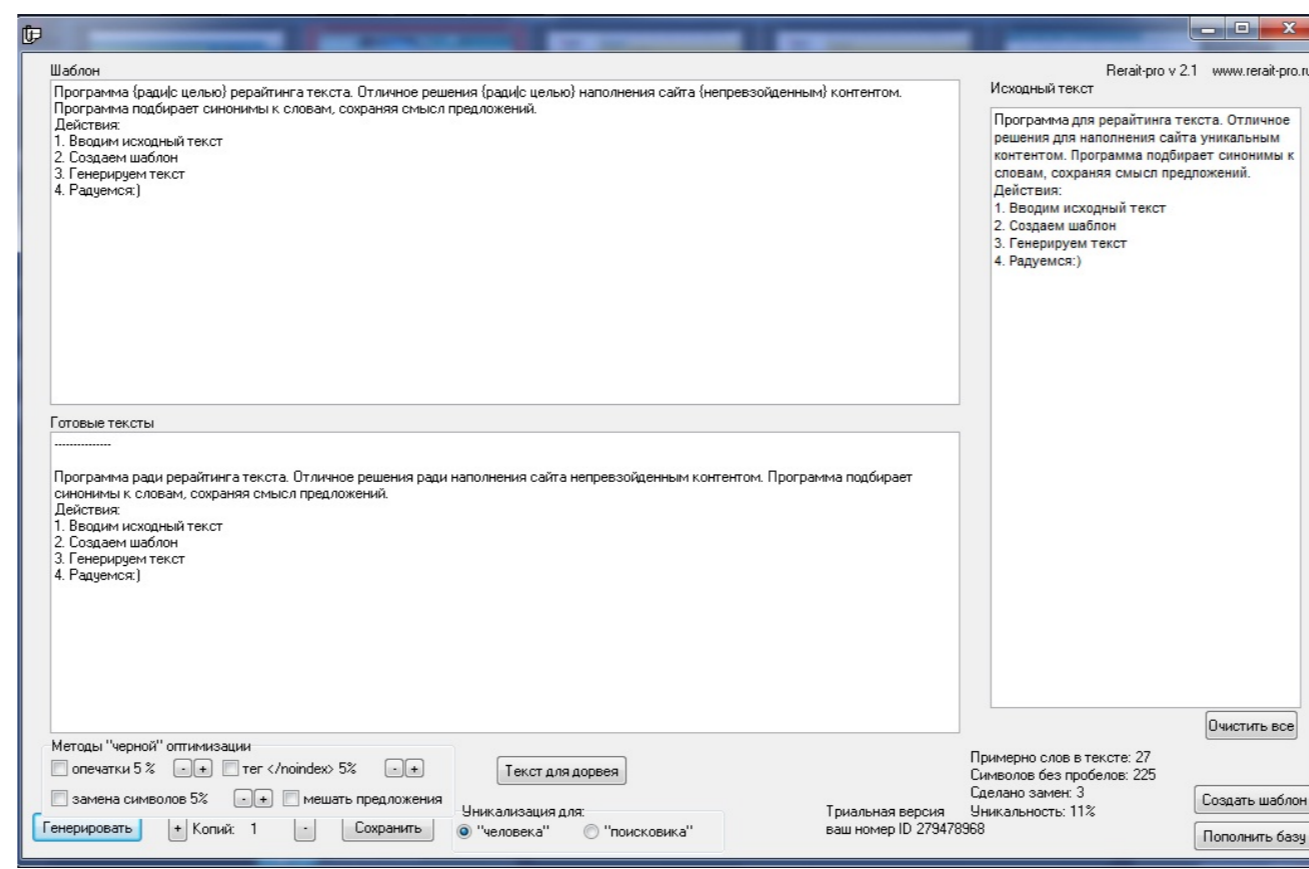 Rerait-pro v 2.1 www.rerait-pro.ru
Шаблон
Программа {ради|с целью} рерайтинга текста. Отличное решения {ради|с целью} наполнения сайта {непревзойденным} контентом.
Программа подбирает синонимы к словам, сохраняя смысл предложений.
Действия:
1. Вводим исходный текст
2. Создаем шаблон
3. Генерируем текст
4. Радуемся:)
Исходный текст
Программа для рерайтинга текста. Отличное
решения для наполнения сайта уникальным
контентом. Программа подбирает синонимы к
словам, сохраняя смысл предложений.
Действия:
1. Вводим исходный текст
2. Создаем шаблон
3. Генерируем текст
4. Радуемся:)
Готовые тексты
---------------
Программа ради рерайтинга текста. Отличное решения ради наполнения сайта непревзойденным контентом. Программа подбирает
синонимы к словам, сохраняя смысл предложений.
Действия:
1. Вводим исходный текст
2. Создаем шаблон
3. Генерируем текст
4. Радуемся:)
Очистить все
Методы "черной" оптимизации
опечатки 5 % - + тег </noindex> 5% - +
замена символов 5% - + мешать предложения
Генерировать + Копий: 1 - Сохранить
Текст для дорвея
Уникализация для:
"человека" "поисковика"
Триальная версия
ваш номер ID 279478968
Примерно слов в тексте: 27
Символов без пробелов: 225
Сделано замен: 3
Уникальность: 11%
Создать шаблон
Пополнить базу